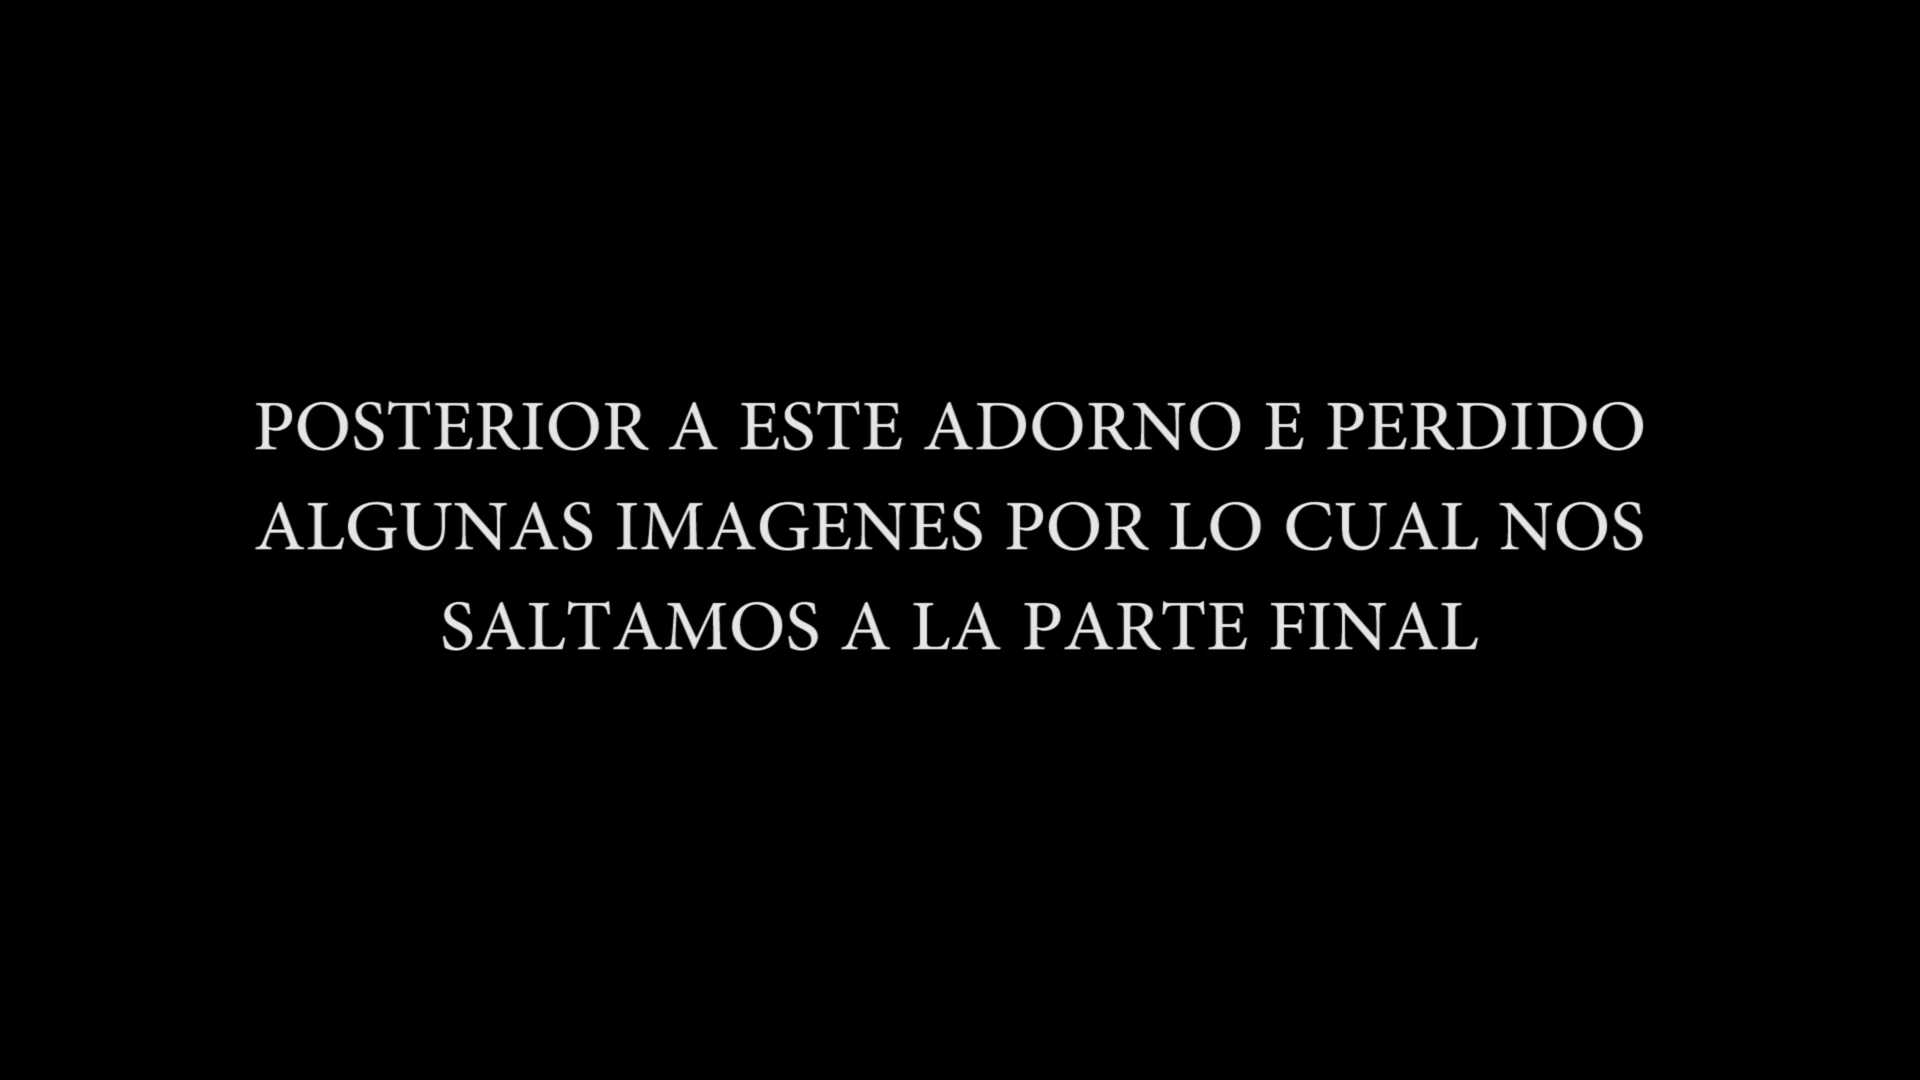 POSTERIOR A ESTE ADORNO E PERDIDO
ALGUNAS IMAGENES POR LO CUAL NOS
SALTAMOS A LA PARTE FINAL